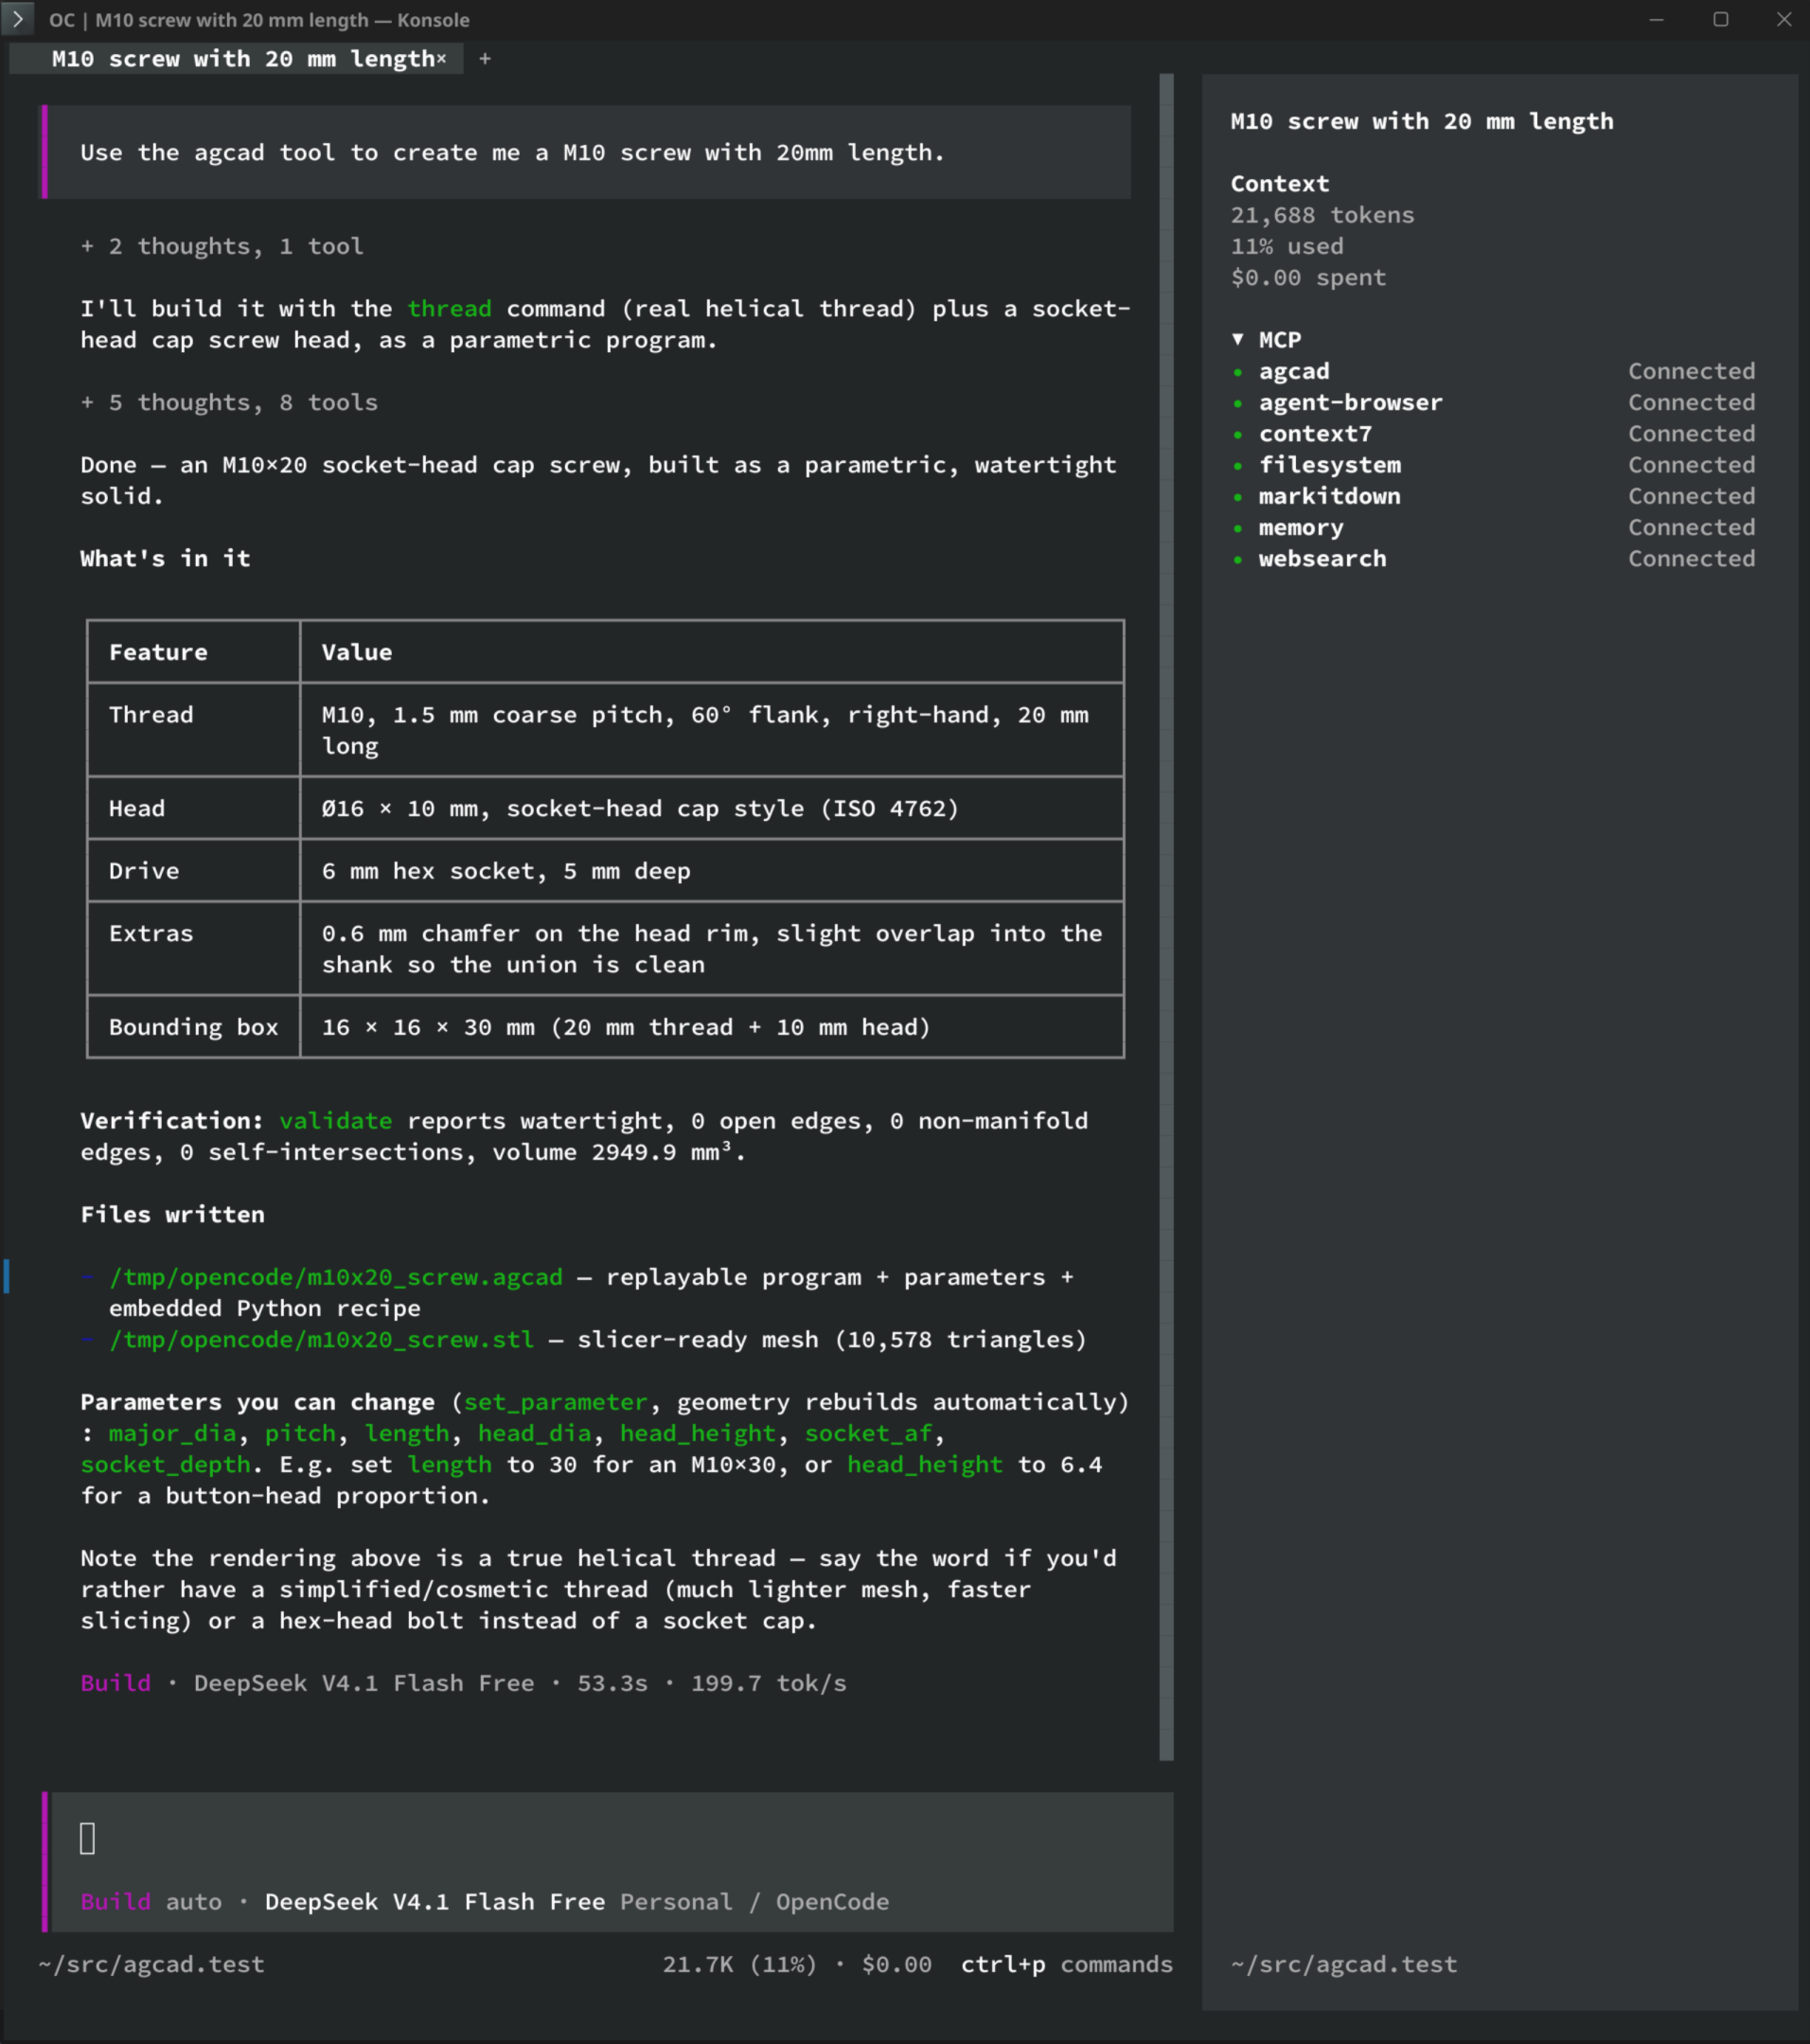 OC | M10 screw with 20 mm length — Konsole
M10 screw with 20 mm length× +
Use the agcad tool to create me a M10 screw with 20mm length.
+ 2 thoughts, 1 tool
I'll build it with the thread command (real helical thread) plus a socket-
head cap screw head, as a parametric program.
+ 5 thoughts, 8 tools
Done — an M10×20 socket-head cap screw, built as a parametric, watertight
solid.
What's in it
Feature Value
Thread M10, 1.5 mm coarse pitch, 60° flank, right-hand, 20 mm
long
Head Ø16 × 10 mm, socket-head cap style (ISO 4762)
Drive 6 mm hex socket, 5 mm deep
Extras 0.6 mm chamfer on the head rim, slight overlap into the
shank so the union is clean
Bounding box 16 × 16 × 30 mm (20 mm thread + 10 mm head)
Verification: validate reports watertight, 0 open edges, 0 non-manifold
edges, 0 self-intersections, volume 2949.9 mm³.
Files written
- /tmp/opencode/m10x20_screw.agcad — replayable program + parameters +
embedded Python recipe
- /tmp/opencode/m10x20_screw.stl — slicer-ready mesh (10,578 triangles)
Parameters you can change (set_parameter, geometry rebuilds automatically)
: major_dia, pitch, length, head_dia, head_height, socket_af,
socket_depth. E.g. set length to 30 for an M10×30, or head_height to 6.4
for a button-head proportion.
Note the rendering above is a true helical thread — say the word if you'd
rather have a simplified/cosmetic thread (much lighter mesh, faster
slicing) or a hex-head bolt instead of a socket cap.
Build · DeepSeek V4.1 Flash Free · 53.3s · 199.7 tok/s
Build auto · DeepSeek V4.1 Flash Free Personal / OpenCode
~/src/agcad.test 21.7K (11%) · $0.00 ctrl+p commands
M10 screw with 20 mm length
Context
21,688 tokens
11% used
$0.00 spent
▼ MCP
• agcad Connected
• agent-browser Connected
• context7 Connected
• filesystem Connected
• markitdown Connected
• memory Connected
• websearch Connected
~/src/agcad.test